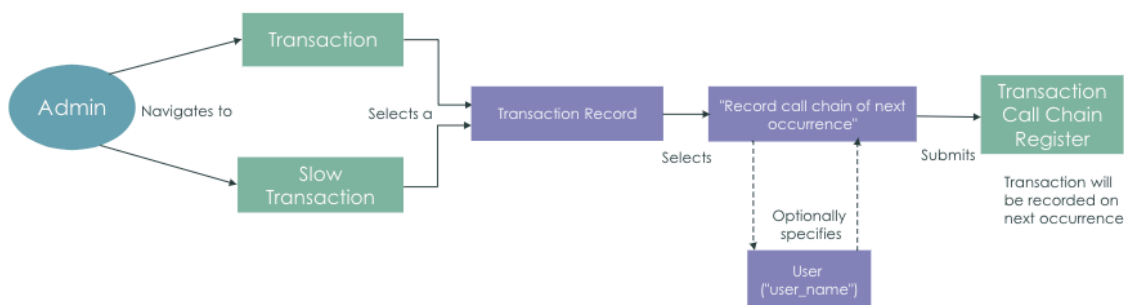 Transaction
Admin
Navigates to
Slow
Transaction
Selects a
Transaction Record
Selects
"Record call chain of next
occurrence"
Optionally
specifies
User
("user_name")
Submits
Transaction
Call Chain
Register
Transaction will
be recorded on
next occurrence